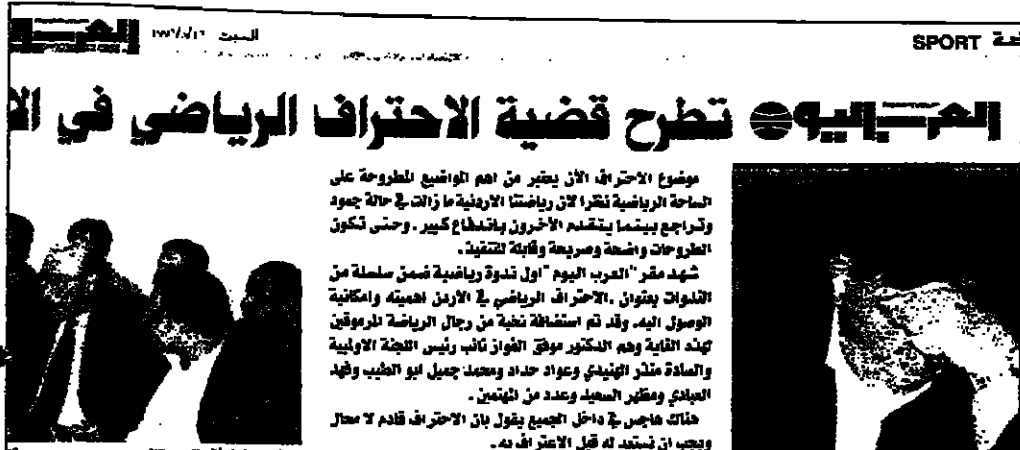 السبت
SPORT
العرب اليوم تطرح قضية الاحتراف الرياضي في
موضوع الاحتراف الآن يعتبر من اهم المواضيع المطروحة على
الساحة الرياضية نظرا لان رياضتنا الاردنية ما زالت في حالة جمود
وتراجع بينما يتقدم الآخرون باندفاع كبير . وحتى تكون
الطروحات واضحة وصريحة وقابلة للتنفيذ .
شهد مقر "العرب اليوم" اول ندوة رياضية ضمن سلسلة من
الندوات بعنوان . الاحتراف الرياضي في الاردن اهميته وامكانية
الوصول اليه. وقد تم استضافة نخبة من رجال الرياضة المرموقين
لهذه الغاية وهم الدكتور موفق الفواز نائب رئيس اللجنة الاولمبية
والسادة منذر الهنيدي وعواد حداد ومحمد جميل ابو الطيب وفهد
العبادي ومظهر السعيد وعدد من المهتمين .
هناك هاجس في داخل الجميع يقول بان الاحتراف قادم لا محال
ويجب ان نستعد له قبل الاعتراف به .